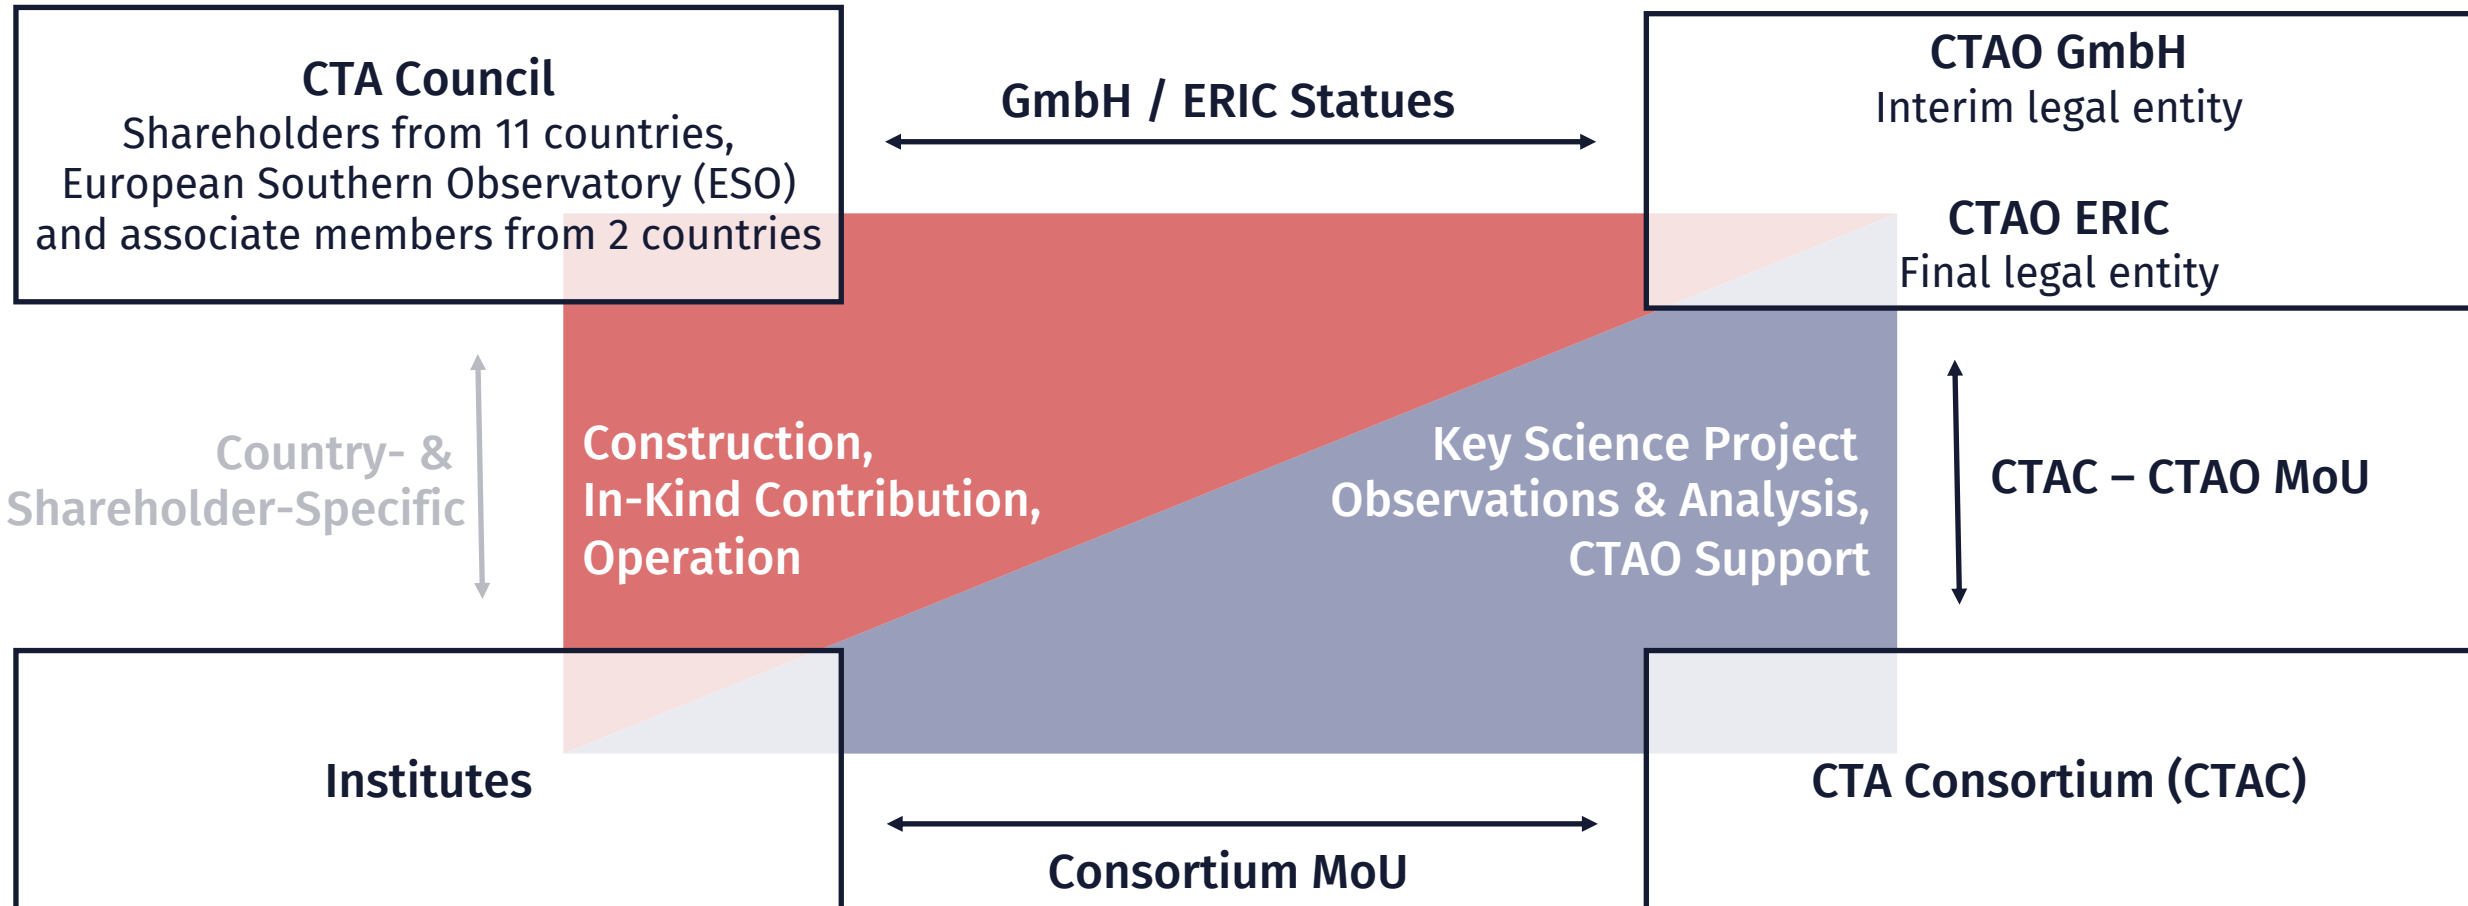 CTA Council
Shareholders from 11 countries,
European Southern Observatory (ESO)
and associate members from 2 countries
GmbH / ERIC Statues
CTAO GmbH
Interim legal entity
CTAO ERIC
Final legal entity
Country- &
Shareholder-Specific
Construction,
In-Kind Contribution,
Operation
Key Science Project
Observations & Analysis,
CTAO Support
CTAC – CTAO MoU
Institutes
Consortium MoU
CTA Consortium (CTAC)